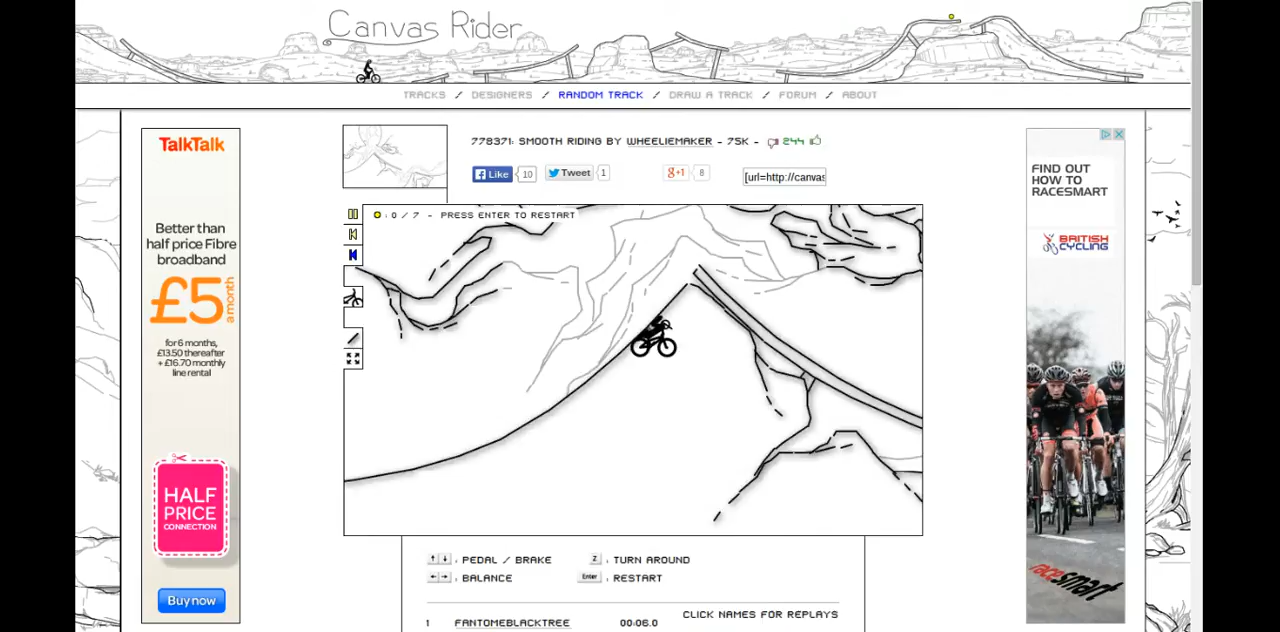 Canvas Rider
TRACKS / DESIGNERS / RANDOM TRACK / DRAW A TRACK / FORUM / ABOUT
778371: SMOOTH RIDING BY WHEELIEMAKER - 75K - 244
Like 10 Tweet 1 g+1 8 [url=http://canvas
0 / 7 - PRESS ENTER TO RESTART
PEDAL / BRAKE Z : TURN AROUND
BALANCE Enter : RESTART
CLICK NAMES FOR REPLAYS
1 FANTOMEBLACKTREE 00:06.0
TalkTalk
Better than
half price Fibre
broadband
£5 a month
for 6 months,
£13.50 thereafter
+ £16.70 monthly
line rental
HALF
PRICE
CONNECTION
Buy now
FIND OUT
HOW TO
RACESMART
BRITISH
CYCLING
racesmart